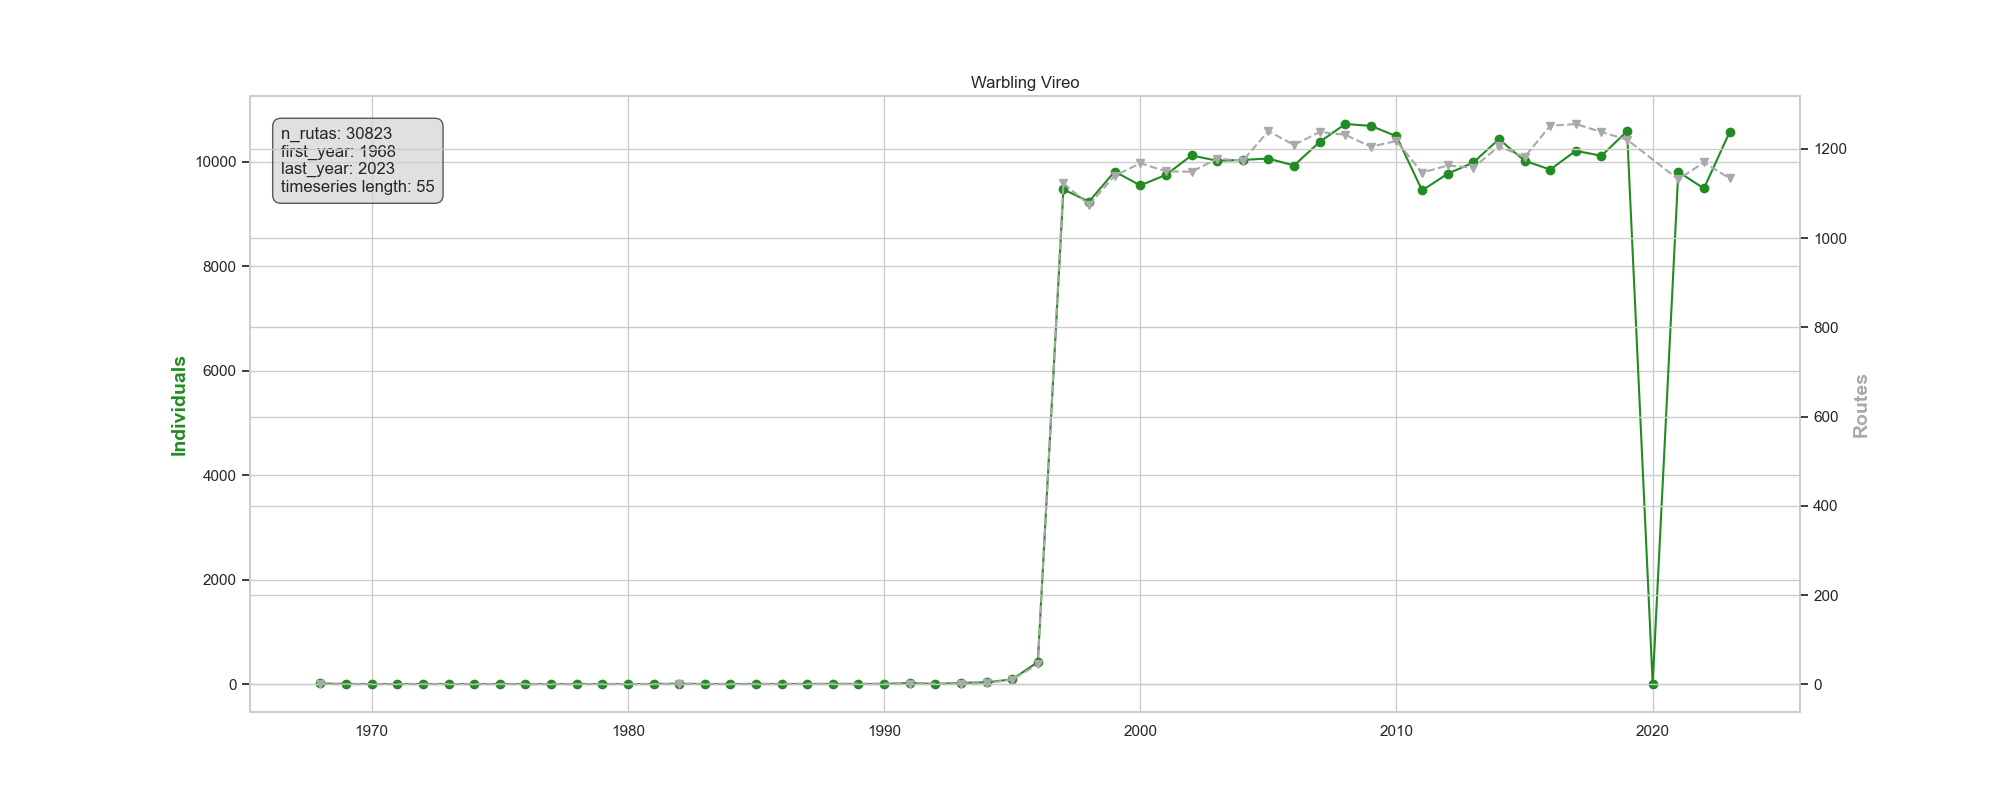 Warbling Vireo
n_rutas: 30823
first_year: 1968
last_year: 2023
timeseries length: 55
10000
8000
6000
4000
2000
0
Individuals
1200
1000
800
600
400
200
0
Routes
1970
1980
1990
2000
2010
2020